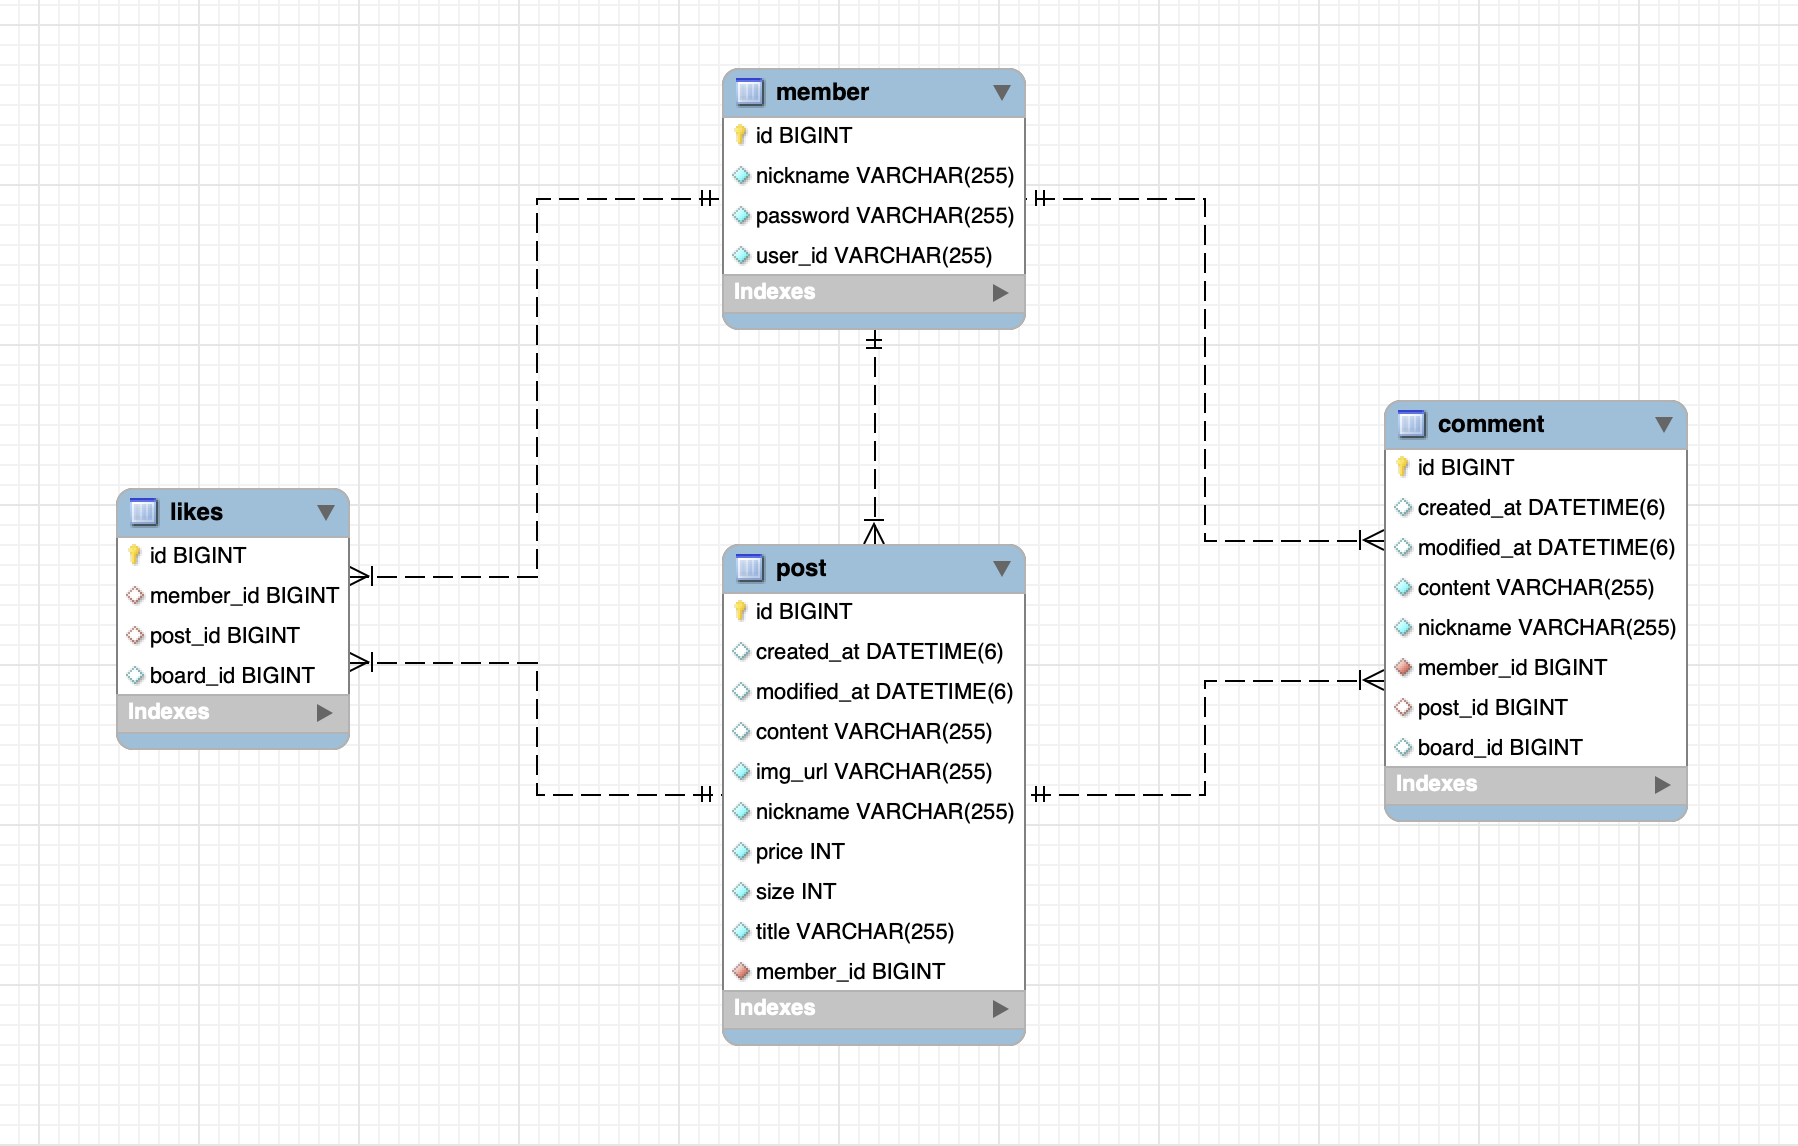 member
id BIGINT
nickname VARCHAR(255)
password VARCHAR(255)
user_id VARCHAR(255)
Indexes
likes
id BIGINT
member_id BIGINT
post_id BIGINT
board_id BIGINT
Indexes
post
id BIGINT
created_at DATETIME(6)
modified_at DATETIME(6)
content VARCHAR(255)
img_url VARCHAR(255)
nickname VARCHAR(255)
price INT
size INT
title VARCHAR(255)
member_id BIGINT
Indexes
comment
id BIGINT
created_at DATETIME(6)
modified_at DATETIME(6)
content VARCHAR(255)
nickname VARCHAR(255)
member_id BIGINT
post_id BIGINT
board_id BIGINT
Indexes